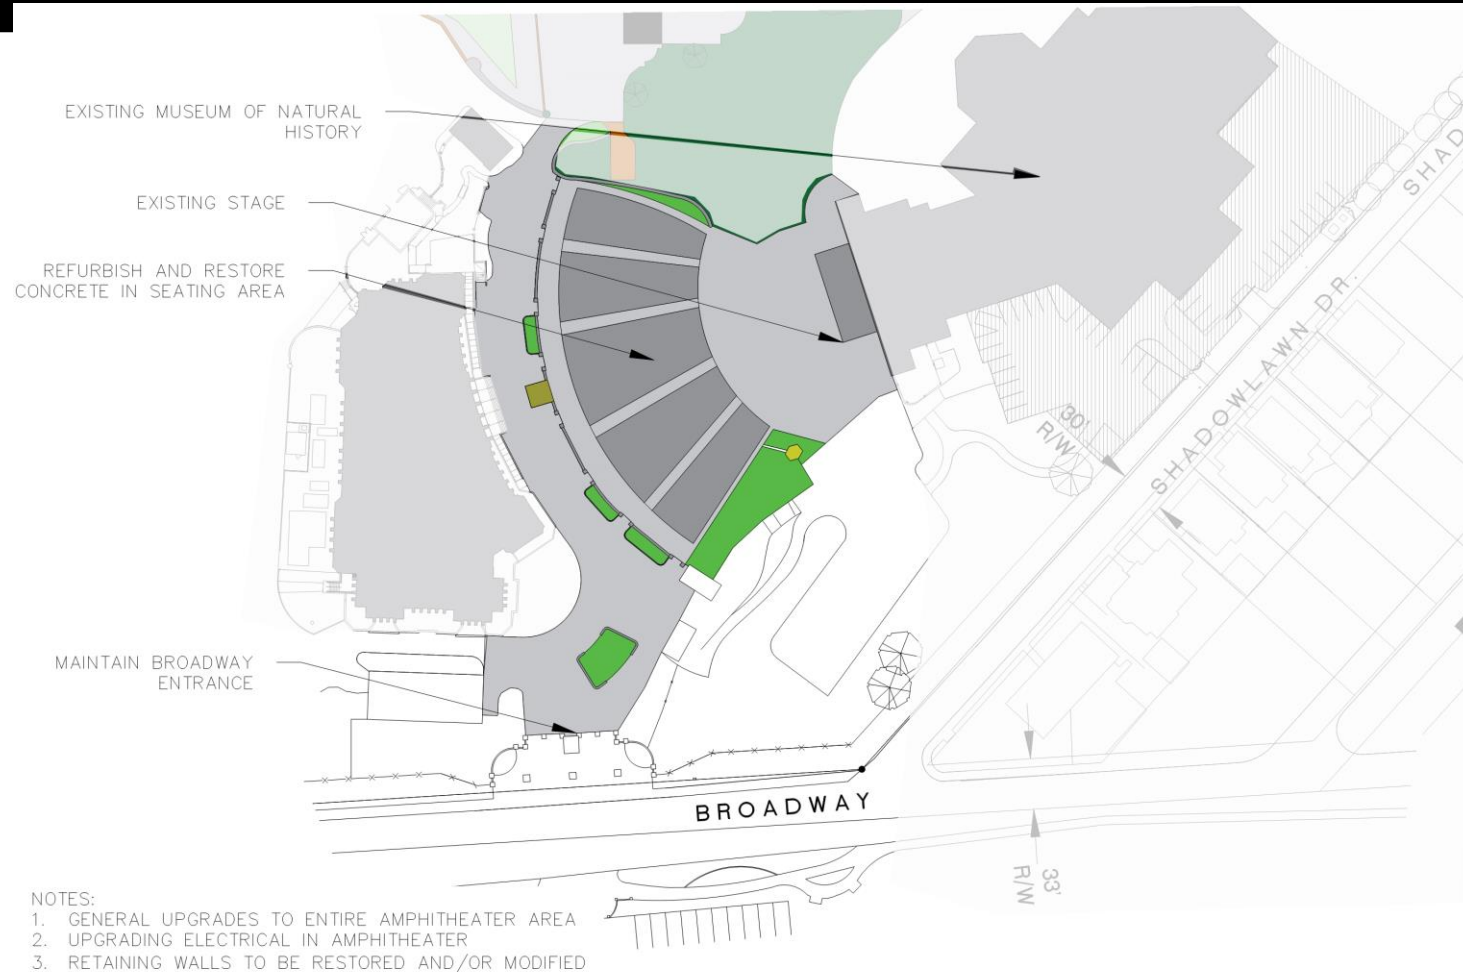 EXISTING MUSEUM OF NATURAL
HISTORY
EXISTING STAGE
REFURBISH AND RESTORE
CONCRETE IN SEATING AREA
MAINTAIN BROADWAY
ENTRANCE
SHAD
SHADOWLAWN DR.
30'
R/W
BROADWAY
33'
R/W
NOTES:
1. GENERAL UPGRADES TO ENTIRE AMPHITHEATER AREA
2. UPGRADING ELECTRICAL IN AMPHITHEATER
3. RETAINING WALLS TO BE RESTORED AND/OR MODIFIED